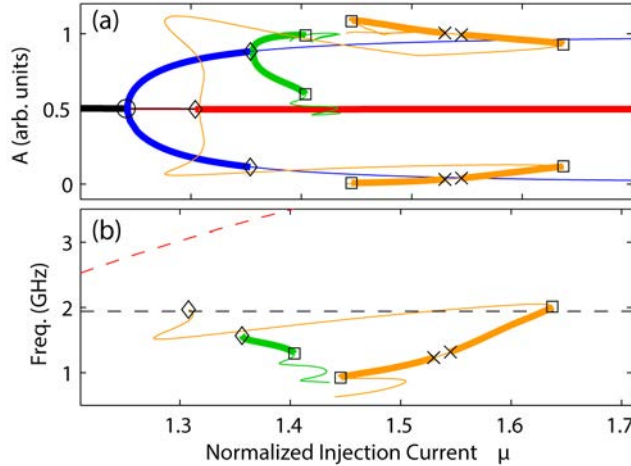 (a)
A (arb. units)
1
0.5
0
(b)
Freq. (GHz)
3
2
1
1.3 1.4 1.5 1.6 1.7
Normalized Injection Current μ